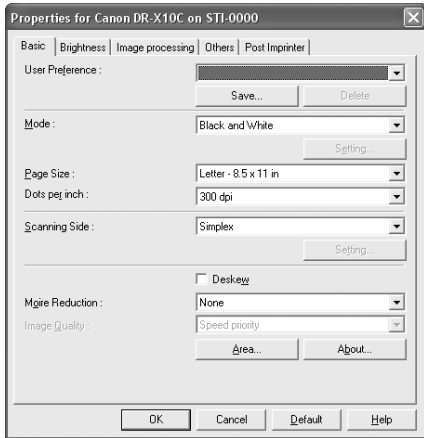 Properties for Canon DR-X10C on STI-0000
Basic Brightness Image processing Others Post Imprinter
User Preference :
Save... Delete
Mode : Black and White
Setting...
Page Size : Letter - 8.5 x 11 in
Dots per inch : 300 dpi
Scanning Side : Simplex
Setting...
Deskew
Moire Reduction : None
Image Quality : Speed priority
Area... About...
OK Cancel Default Help